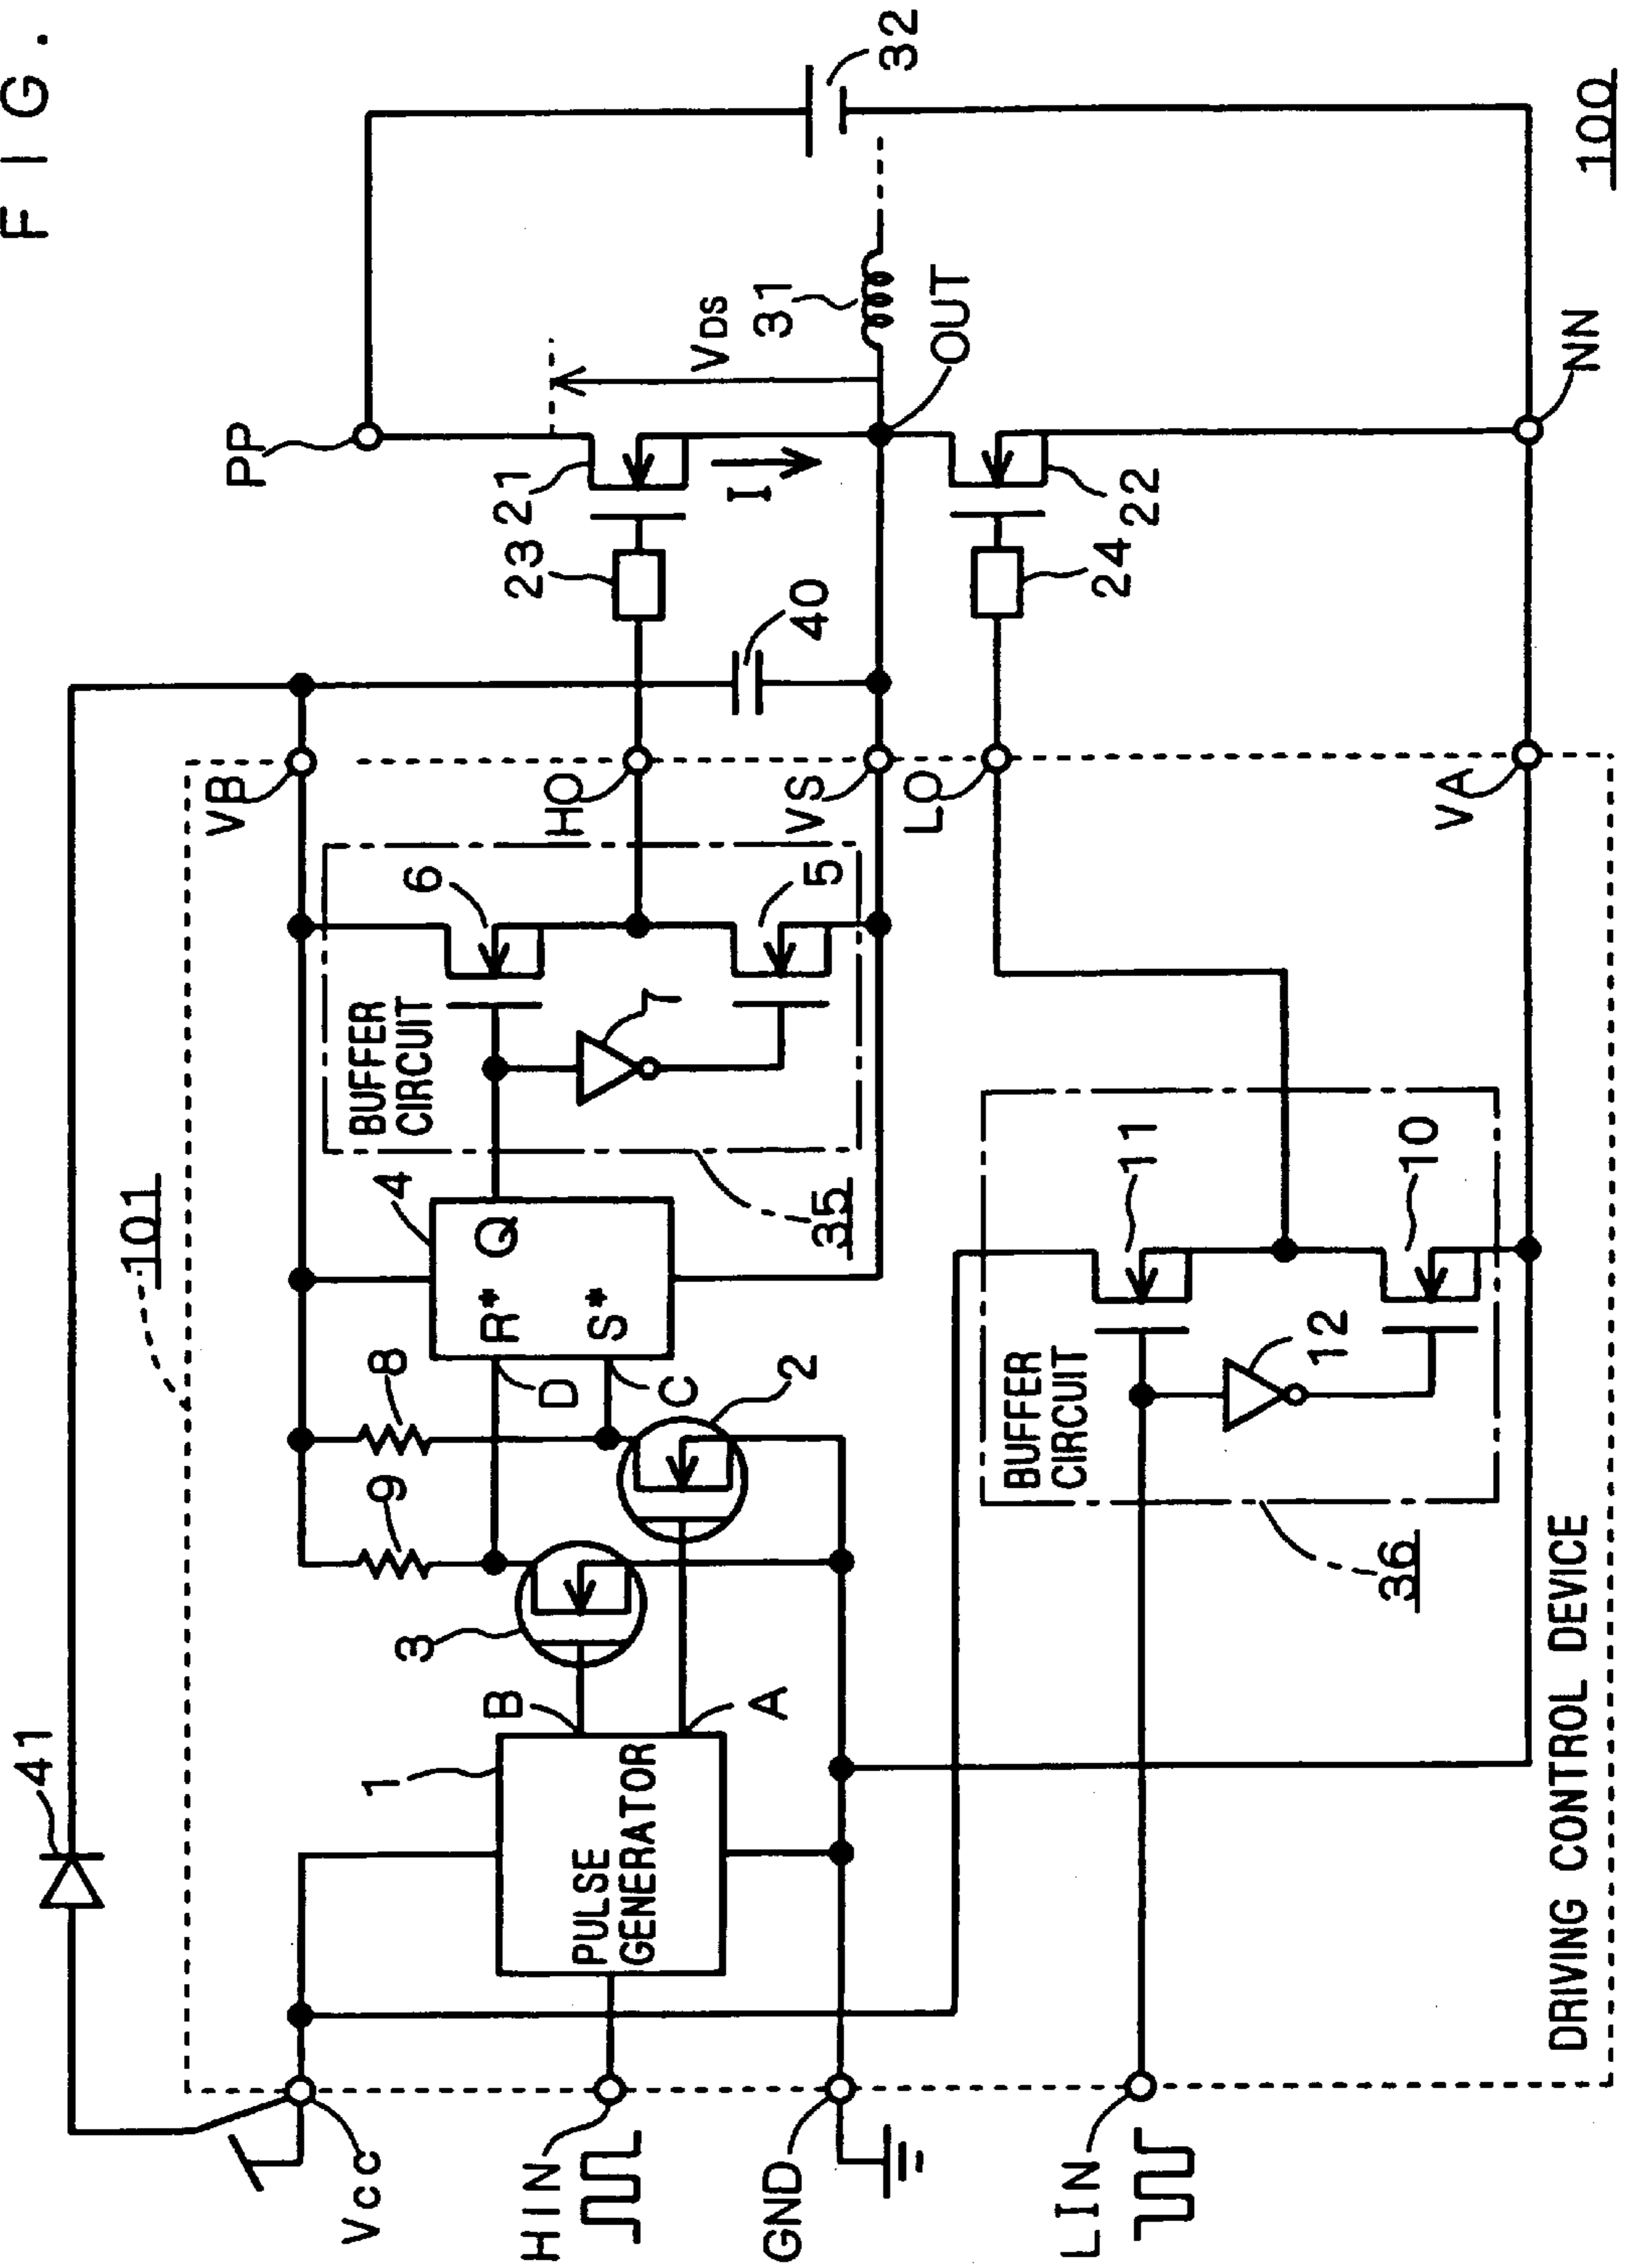 FIG.
41
101
PP
VB
VDS
31
32
21
I
23
40
HO
VS
OUT
6
5
7
BUFFER
CIRCUIT
35
4
Q
R*
S*
D
C
8
9
2
3
B
A
1
PULSE
GENERATOR
Vcc
HIN
GND
LIN
LO
24
22
11
10
12
BUFFER
CIRCUIT
36
VA
NN
DRIVING CONTROL DEVICE
100